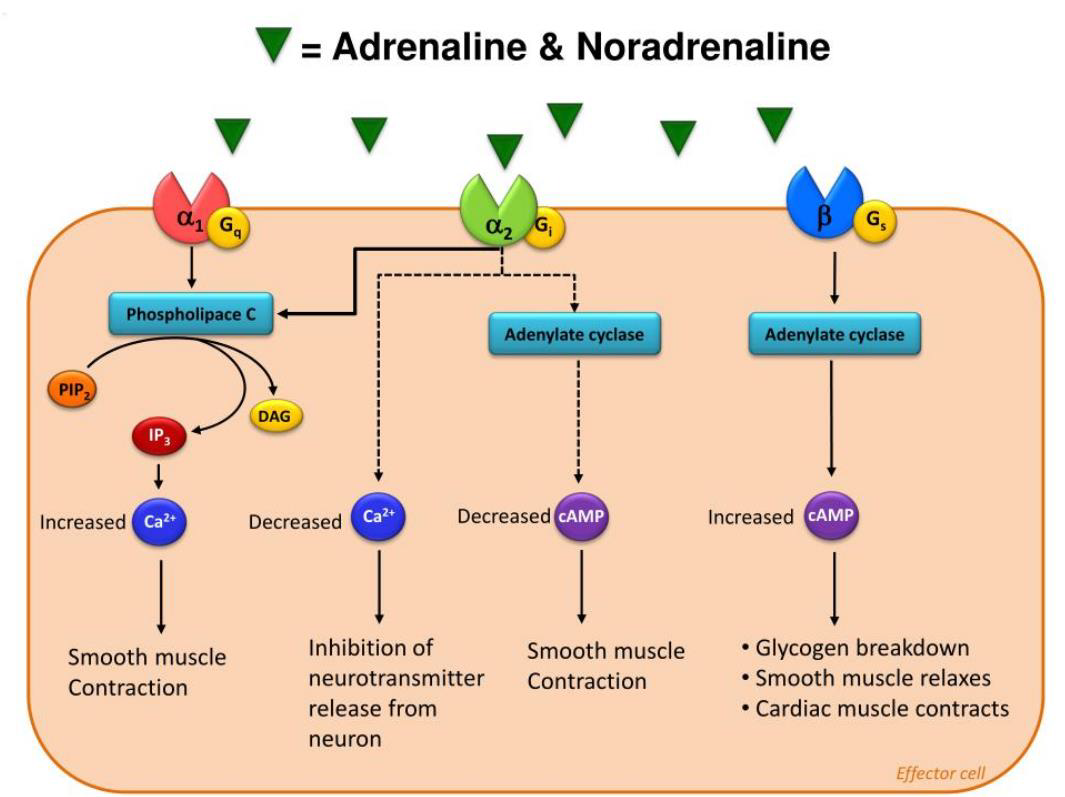 = Adrenaline & Noradrenaline
α1
Gq
α2
Gi
β
Gs
Phospholipace C
Adenylate cyclase
Adenylate cyclase
PIP2
DAG
IP3
Increased
Ca2+
Decreased
Ca2+
Decreased
cAMP
Increased
cAMP
Smooth muscle
Contraction
Inhibition of
neurotransmitter
release from
neuron
Smooth muscle
Contraction
• Glycogen breakdown
• Smooth muscle relaxes
• Cardiac muscle contracts
Effector cell